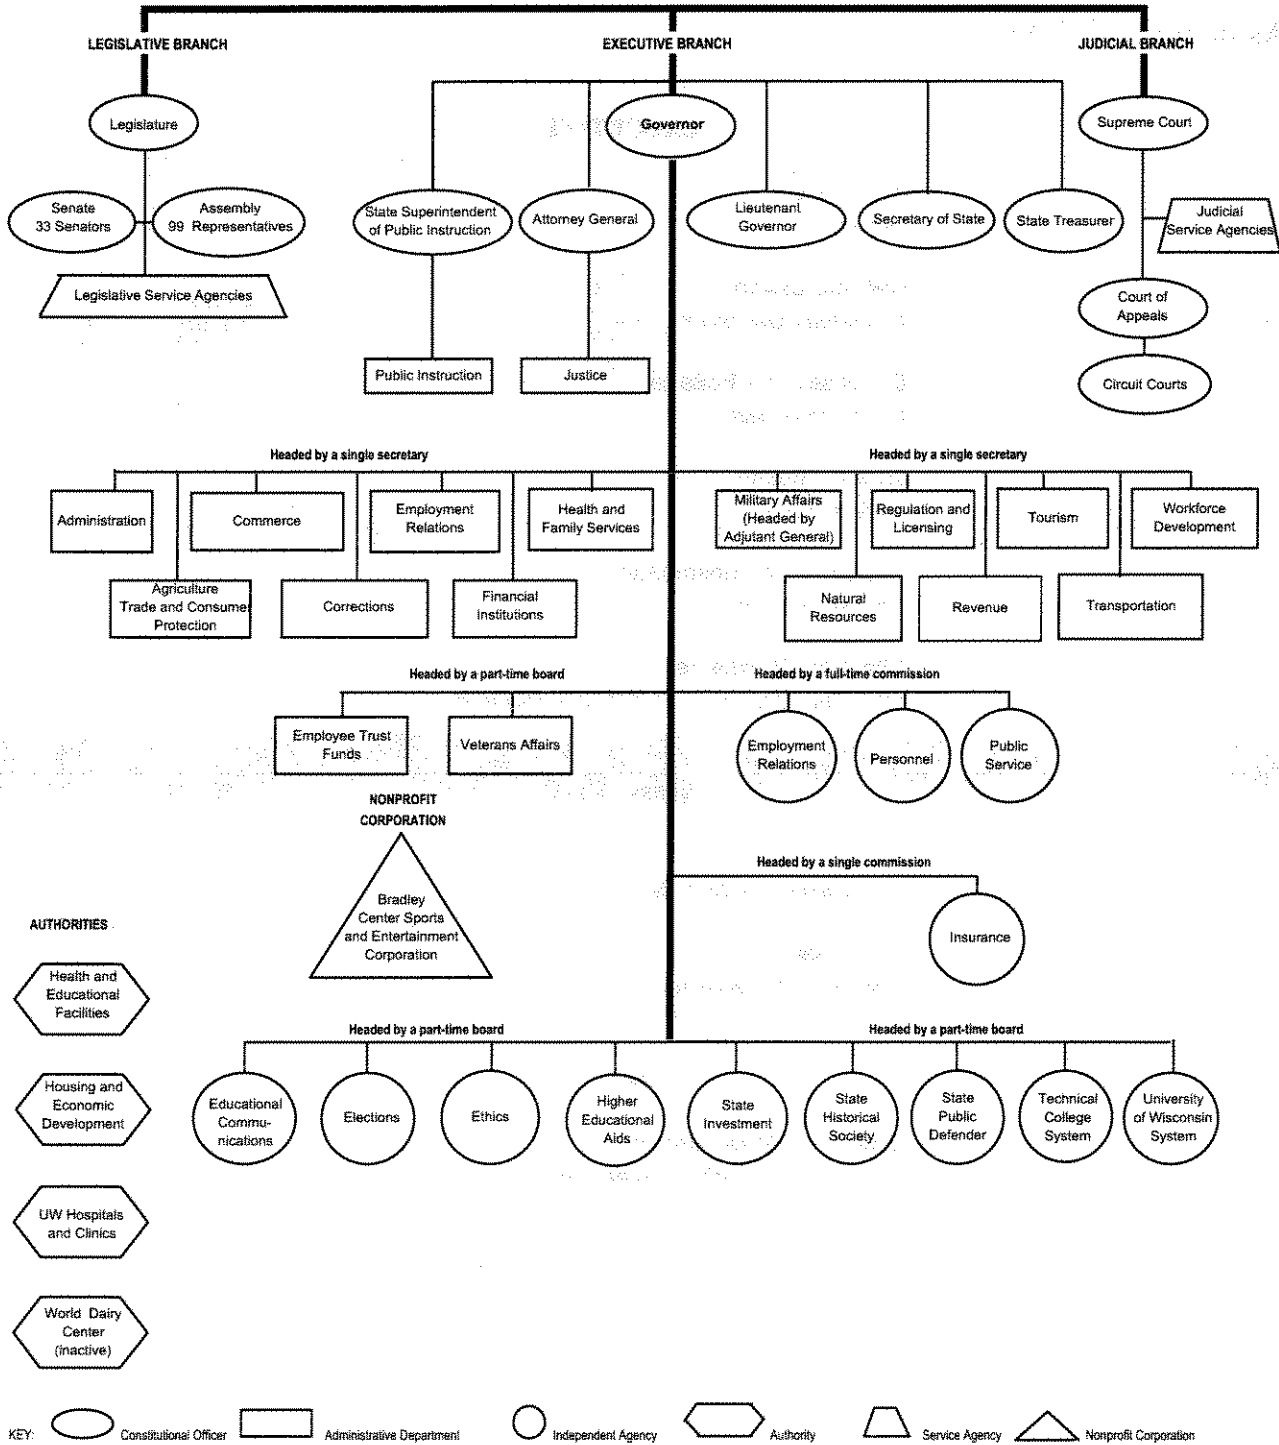 LEGISLATIVE BRANCH
EXECUTIVE BRANCH
JUDICIAL BRANCH
Legislature
Governor
Supreme Court
Senate
33 Senators
Assembly
99 Representatives
State Superintendent
of Public Instruction
Attorney General
Lieutenant
Governor
Secretary of State
State Treasurer
Judicial
Service Agencies
Legislative Service Agencies
Court of
Appeals
Public Instruction
Justice
Circuit Courts
Headed by a single secretary
Headed by a single secretary
Administration
Commerce
Employment
Relations
Health and
Family Services
Military Affairs
(Headed by
Adjutant General)
Regulation and
Licensing
Tourism
Workforce
Development
Agriculture
Trade and Consumer
Protection
Corrections
Financial
Institutions
Natural
Resources
Revenue
Transportation
Headed by a part-time board
Headed by a full-time commission
Employee Trust
Funds
Veterans Affairs
Employment
Relations
Personnel
Public
Service
NONPROFIT
CORPORATION
Bradley
Center Sports
and Entertainment
Corporation
Headed by a single commission
Insurance
AUTHORITIES
Health and
Educational
Facilities
Housing and
Economic
Development
UW Hospitals
and Clinics
World Dairy
Center
(inactive)
Headed by a part-time board
Headed by a part-time board
Educational
Commu-
nications
Elections
Ethics
Higher
Educational
Aids
State
Investment
State
Historical
Society
State
Public
Defender
Technical
College
System
University
of Wisconsin
System
KEY:
Constitutional Officer
Administrative Department
Independent Agency
Authority
Service Agency
Nonprofit Corporation